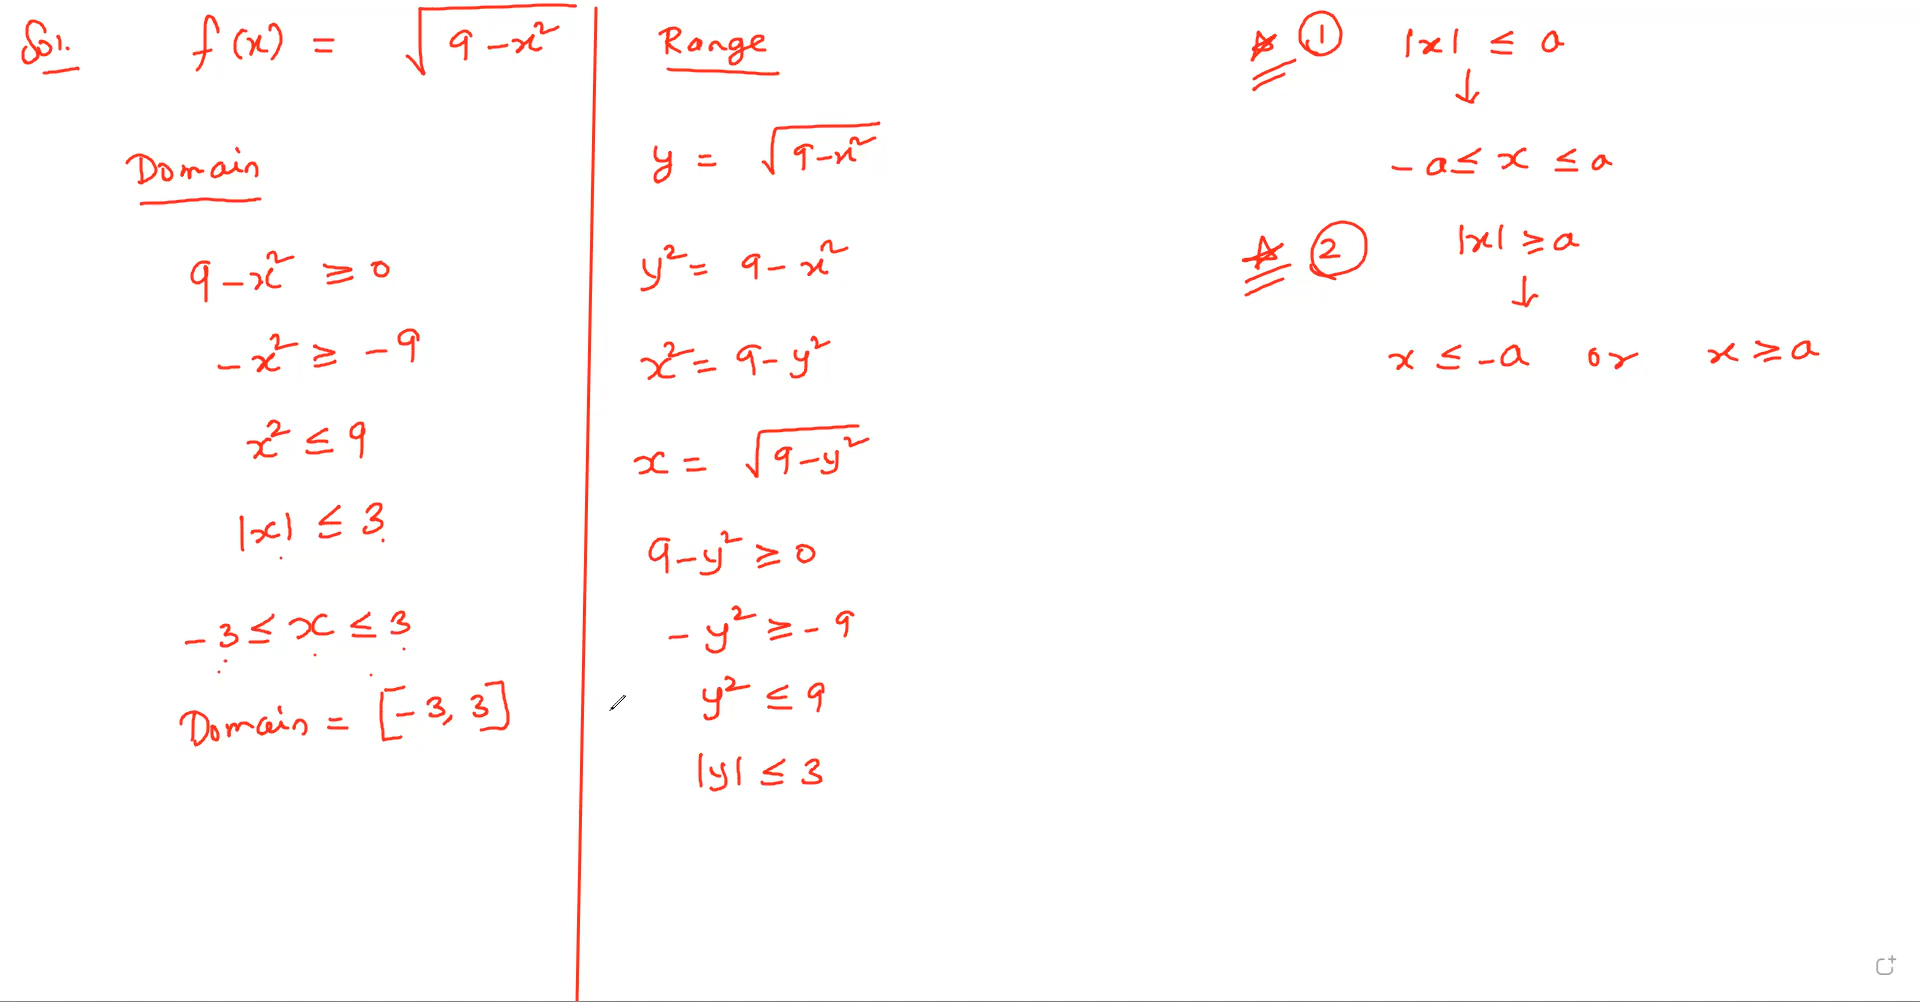 Sol. f(x) = √(9-x²)
Domain
9-x² ≥ 0
-x² ≥ -9
x² ≤ 9
|x| ≤ 3
-3 ≤ x ≤ 3
Domain = [-3, 3]
Range
y = √(9-x²)
y² = 9-x²
x² = 9-y²
x = √(9-y²)
9-y² ≥ 0
-y² ≥ -9
y² ≤ 9
|y| ≤ 3
① |x| ≤ a
↓
-a ≤ x ≤ a
② |x| ≥ a
↓
x ≤ -a or x ≥ a